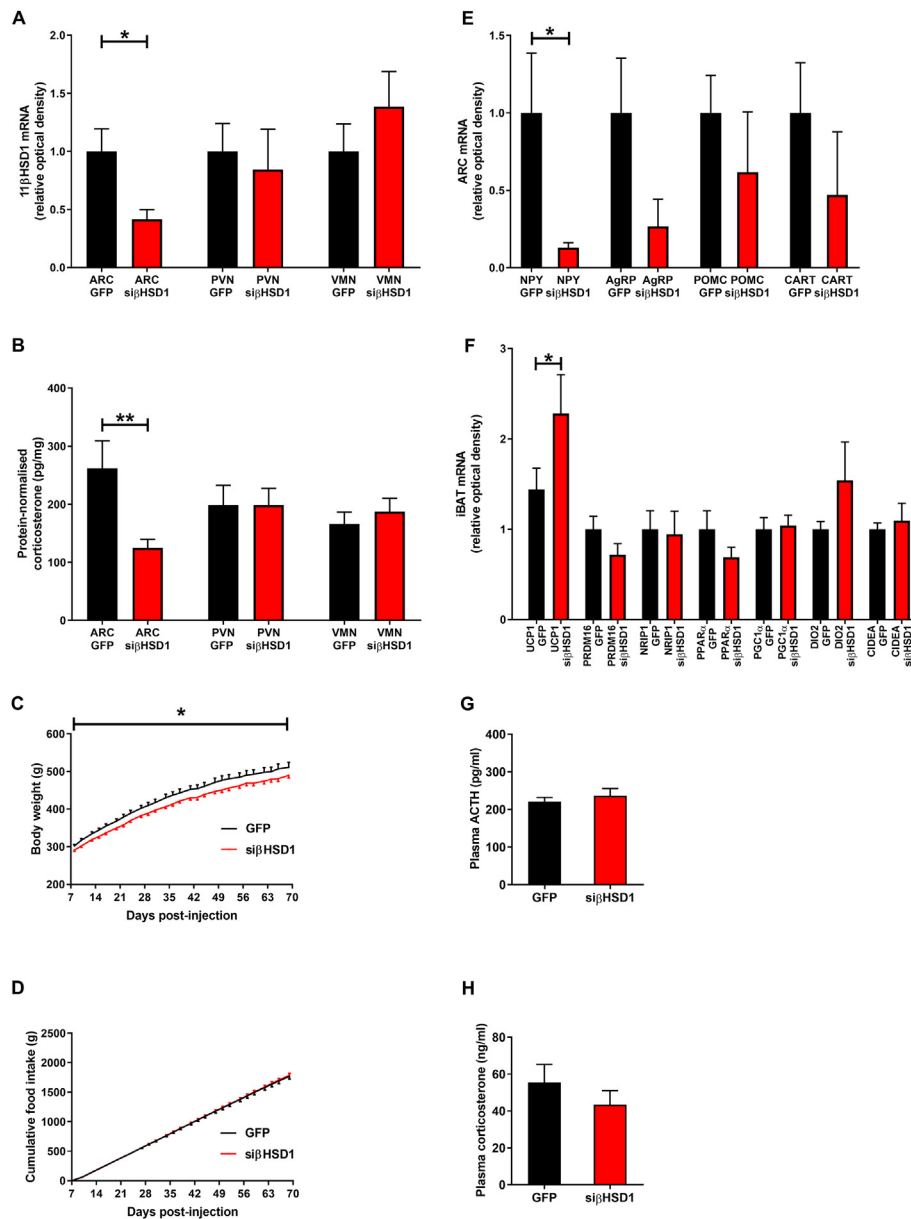 A
11βHSD1 mRNA
(relative optical density)
2.0
1.5
1.0
0.5
0.0
*
ARC
GFP
ARC
siβHSD1
PVN
GFP
PVN
siβHSD1
VMN
GFP
VMN
siβHSD1
E
ARC mRNA
(relative optical density)
1.5
1.0
0.5
0.0
*
NPY
GFP
NPY
siβHSD1
AgRP
GFP
AgRP
siβHSD1
POMC
GFP
POMC
siβHSD1
CART
GFP
CART
siβHSD1
B
Protein-normalised
corticosterone (pg/mg)
400
300
200
100
0
**
ARC
GFP
ARC
siβHSD1
PVN
GFP
PVN
siβHSD1
VMN
GFP
VMN
siβHSD1
F
iBAT mRNA
(relative optical density)
3
2
1
0
*
UCP1
GFP
UCP1
siβHSD1
PRDM16
GFP
PRDM16
siβHSD1
NRIP1
GFP
NRIP1
siβHSD1
PPARα
GFP
PPARα
siβHSD1
PGC1α
GFP
PGC1α
siβHSD1
DIO2
GFP
DIO2
siβHSD1
CIDEA
GFP
CIDEA
siβHSD1
C
Body weight (g)
600
500
400
300
200
*
GFP
siβHSD1
7 14 21 28 35 42 49 56 63 70
Days post-injection
G
Plasma ACTH (pg/ml)
400
300
200
100
0
GFP
siβHSD1
D
Cumulative food intake (g)
2500
2000
1500
1000
500
0
GFP
siβHSD1
7 14 21 28 35 42 49 56 63 70
Days post-injection
H
Plasma corticosterone (ng/ml)
80
60
40
20
0
GFP
siβHSD1